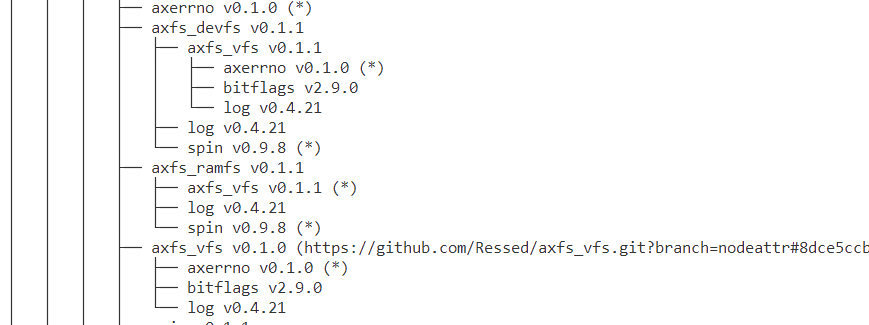 axerrno v0.1.0 (*)
axfs_devfs v0.1.1
axfs_vfs v0.1.1
axerrno v0.1.0 (*)
bitflags v2.9.0
log v0.4.21
log v0.4.21
spin v0.9.8 (*)
axfs_ramfs v0.1.1
axfs_vfs v0.1.1 (*)
log v0.4.21
spin v0.9.8 (*)
axfs_vfs v0.1.0 (https://github.com/Ressed/axfs_vfs.git?branch=nodeattr#8dce5ccb
axerrno v0.1.0 (*)
bitflags v2.9.0
log v0.4.21